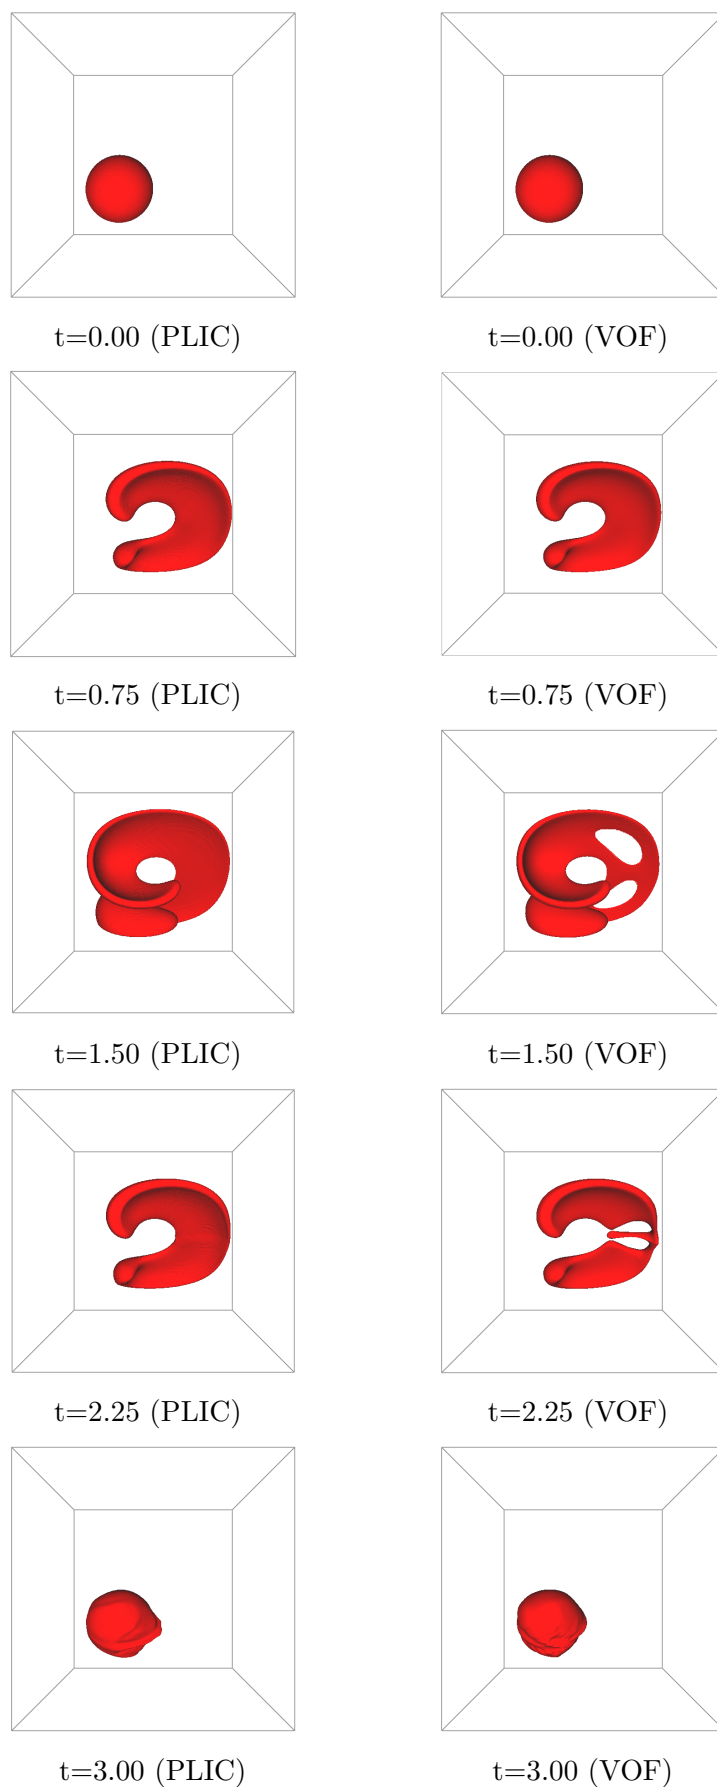 t=0.00 (PLIC) t=0.00 (VOF)
t=0.75 (PLIC) t=0.75 (VOF)
t=1.50 (PLIC) t=1.50 (VOF)
t=2.25 (PLIC) t=2.25 (VOF)
t=3.00 (PLIC) t=3.00 (VOF)